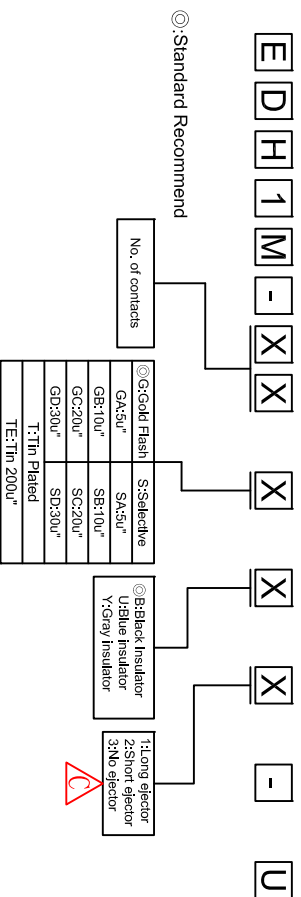 EDH1M-XX X X X - U
◎:Standard Recommend
No. of contacts
◎G:Gold Flash S:Selective
GA:5u" SA:5u"
GB:10u" SB:10u"
GC:20u" SC:20u"
GD:30u" SD:30u"
T:Tin Plated
TE:Tin 200u"
◎B:Black Insulator
U:Blue insulator
Y:Gray insulator
1:Long ejector
2:Short ejector
3:No ejector
C